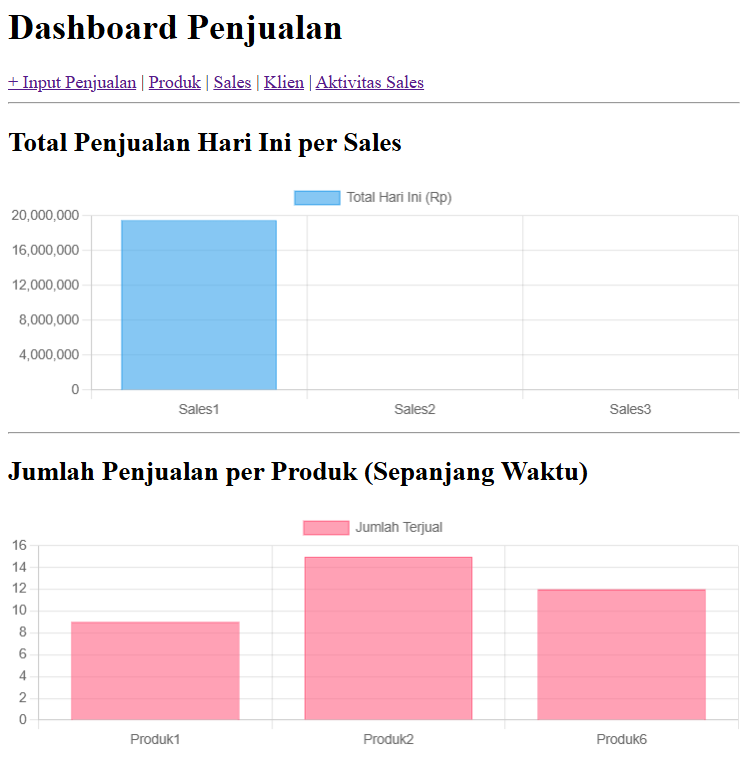 Dashboard Penjualan
+ Input Penjualan | Produk | Sales | Klien | Aktivitas Sales
Total Penjualan Hari Ini per Sales
Total Hari Ini (Rp)
20,000,000
16,000,000
12,000,000
8,000,000
4,000,000
0
Sales1 Sales2 Sales3
Jumlah Penjualan per Produk (Sepanjang Waktu)
Jumlah Terjual
16
14
12
10
8
6
4
2
0
Produk1 Produk2 Produk6